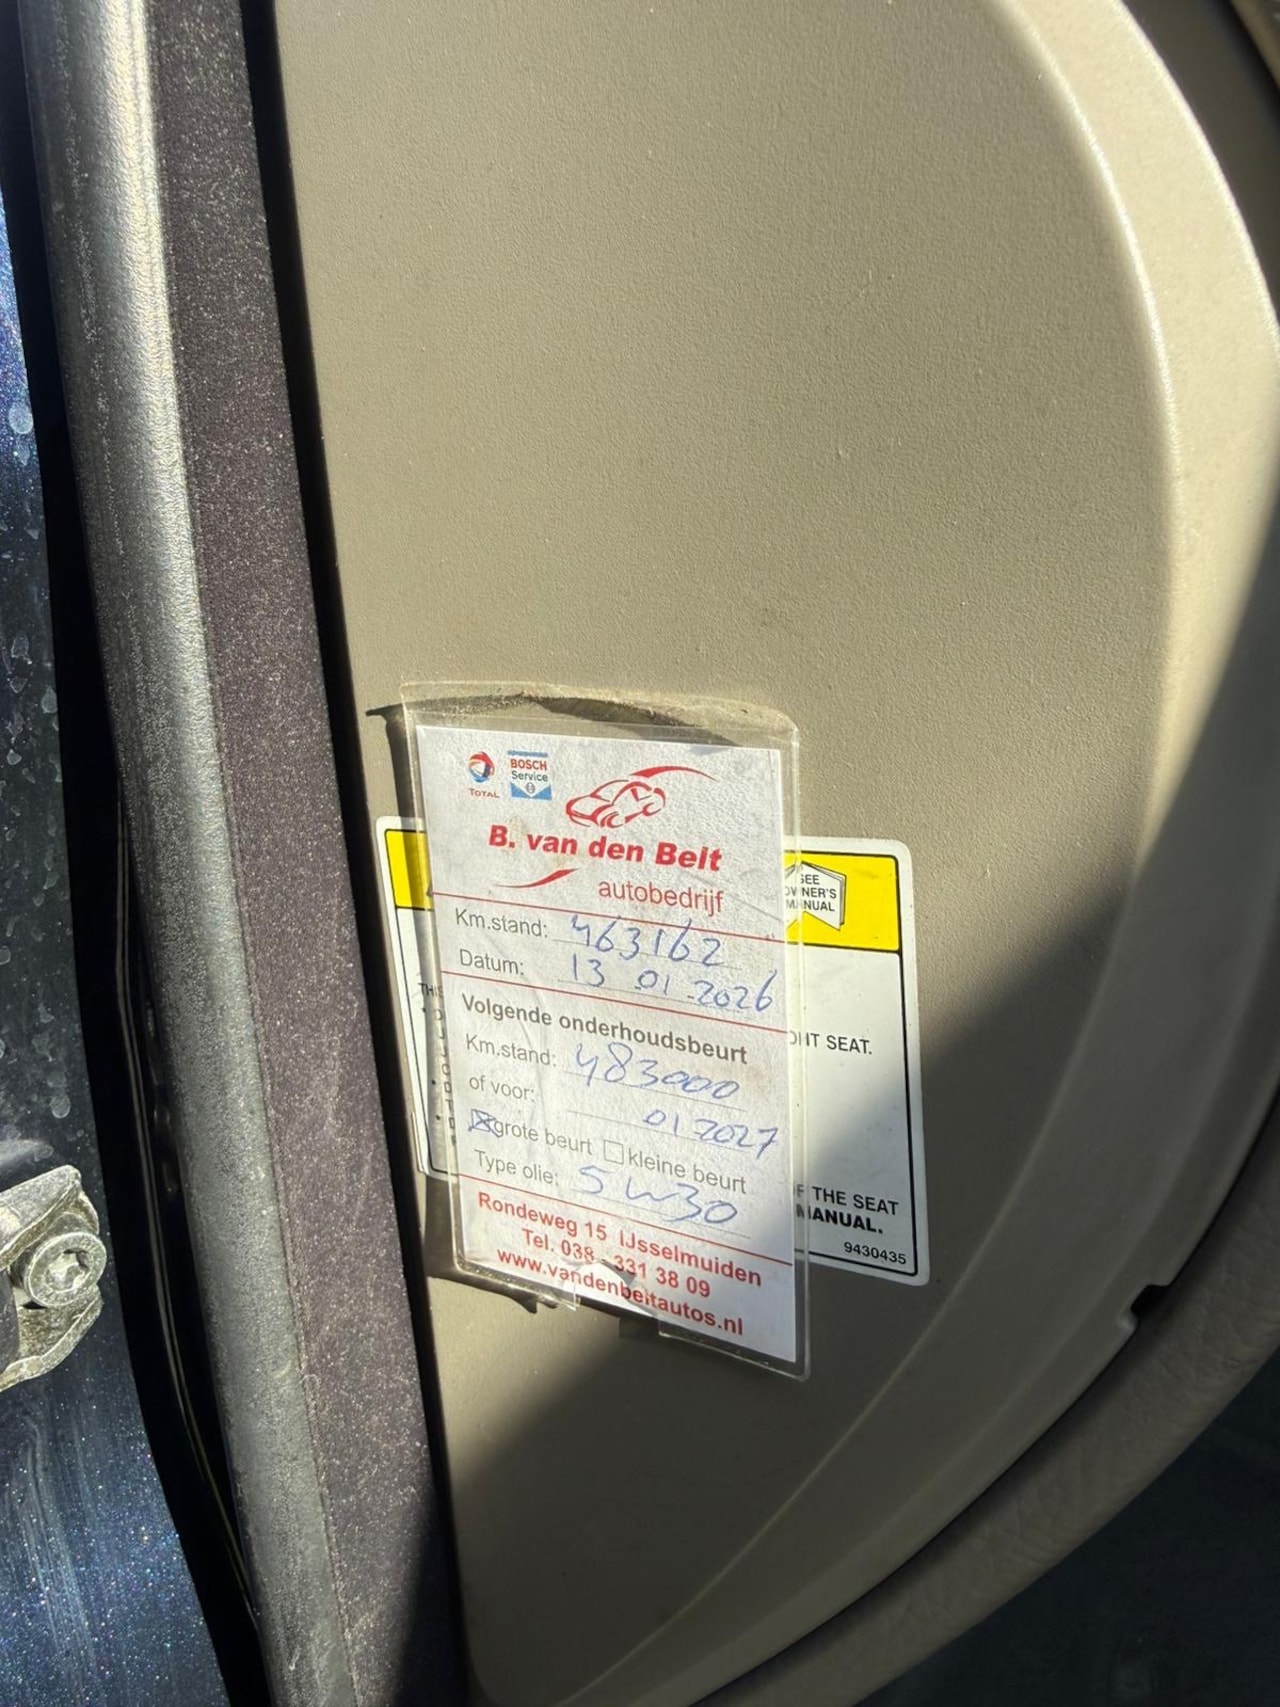 TOTAL
BOSCH
Service
B. van den Belt
autobedrijf
Km.stand: 463162
Datum: 13 01-2026
Volgende onderhoudsbeurt
Km.stand: 483000
of voor: 01 2027
grote beurt kleine beurt
Type olie: 5w30
Rondeweg 15 IJsselmuiden
Tel. 038 - 331 38 09
www.vandenbeltautos.nl
SEE
OWNER'S
MANUAL
SEAT.
THE SEAT
MANUAL.
9430435